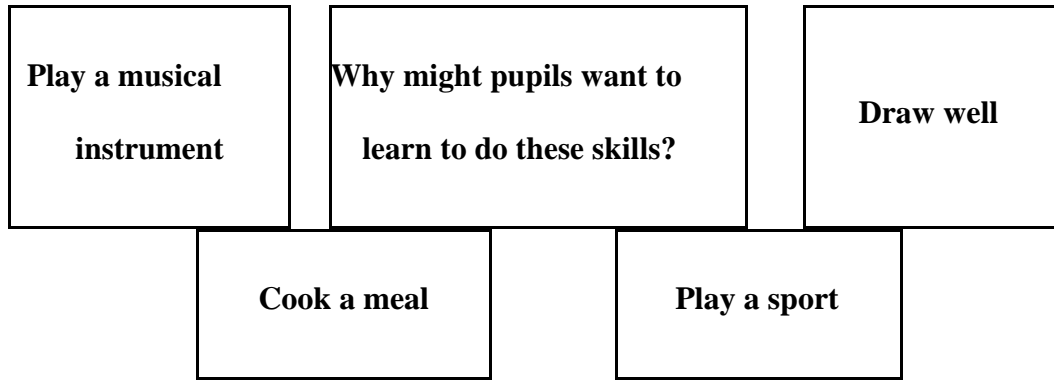 Play a musical
instrument
Why might pupils want to
learn to do these skills?
Draw well
Cook a meal
Play a sport